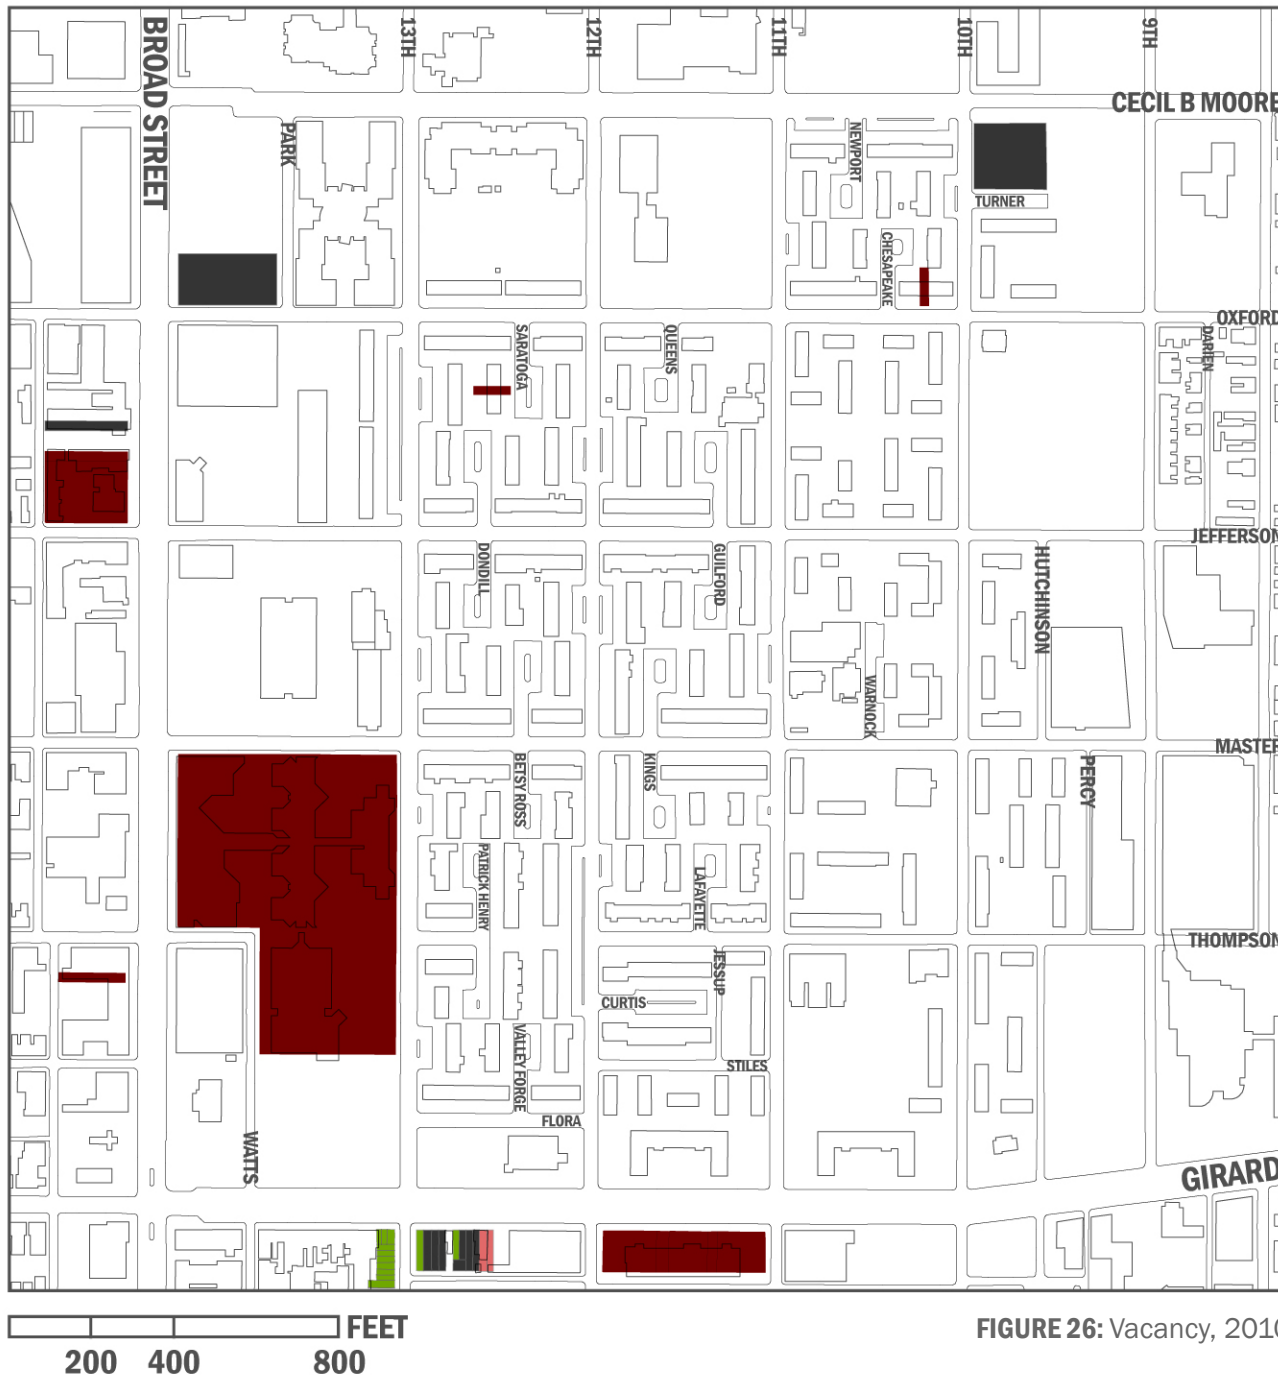 BROAD STREET
13TH
12TH
11TH
10TH
9TH
CECIL B MOORE
PARK
NEWPORT
TURNER
CHESAPEAKE
OXFORD
SARATOGA
QUEENS
DARIEN
JEFFERSON
DONDILL
GUILFORD
HUTCHINSON
WARNOCK
MASTER
BETSY ROSS
KINGS
PERCY
PATRICK HENRY
LAFAYETTE
THOMPSON
JESSUP
CURTIS
VALLEY FORGE
STILES
FLORA
WATTS
GIRARD
FEET
200 400 800
FIGURE 26: Vacancy, 2010